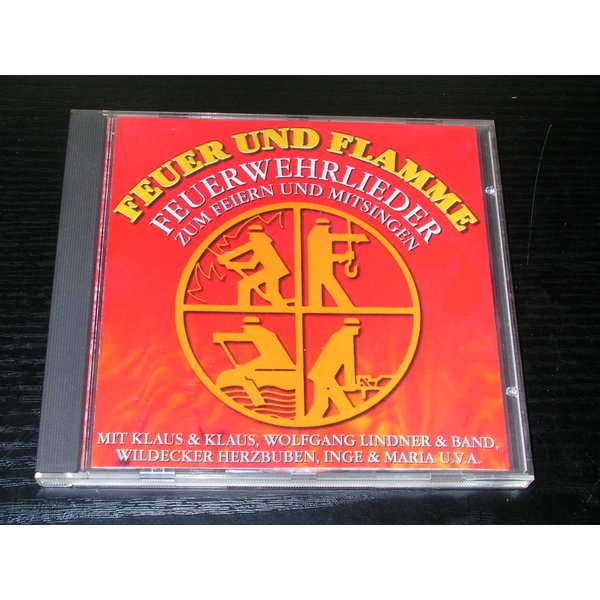 FEUER UND FLAMME
FEUERWEHRLIEDER
ZUM FEIERN UND MITSINGEN
MIT KLAUS & KLAUS, WOLFGANG LINDNER & BAND,
WILDECKER HERZBUBEN, INGE & MARIA U.V.A.